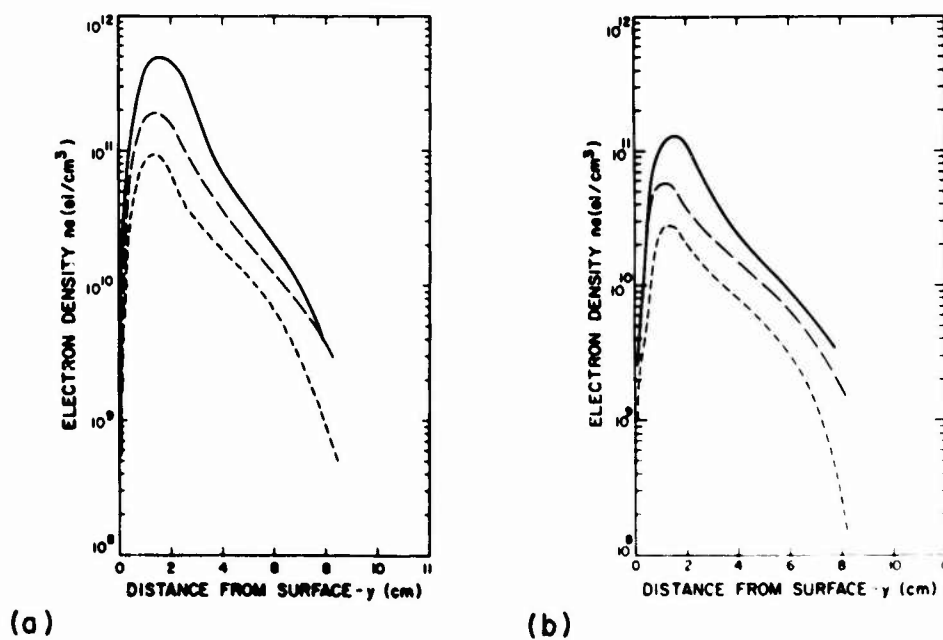 10¹²
10¹¹
10¹⁰
10⁹
10⁸
ELECTRON DENSITY ne(el/cm³)
0 2 4 6 8 10 11
DISTANCE FROM SURFACE-y (cm)
(a)
10¹²
10¹¹
10¹⁰
10⁹
10⁸
ELECTRON DENSITY ne(el/cm³)
0 2 4 6 8 10
DISTANCE FROM SURFACE-y (cm)
(b)